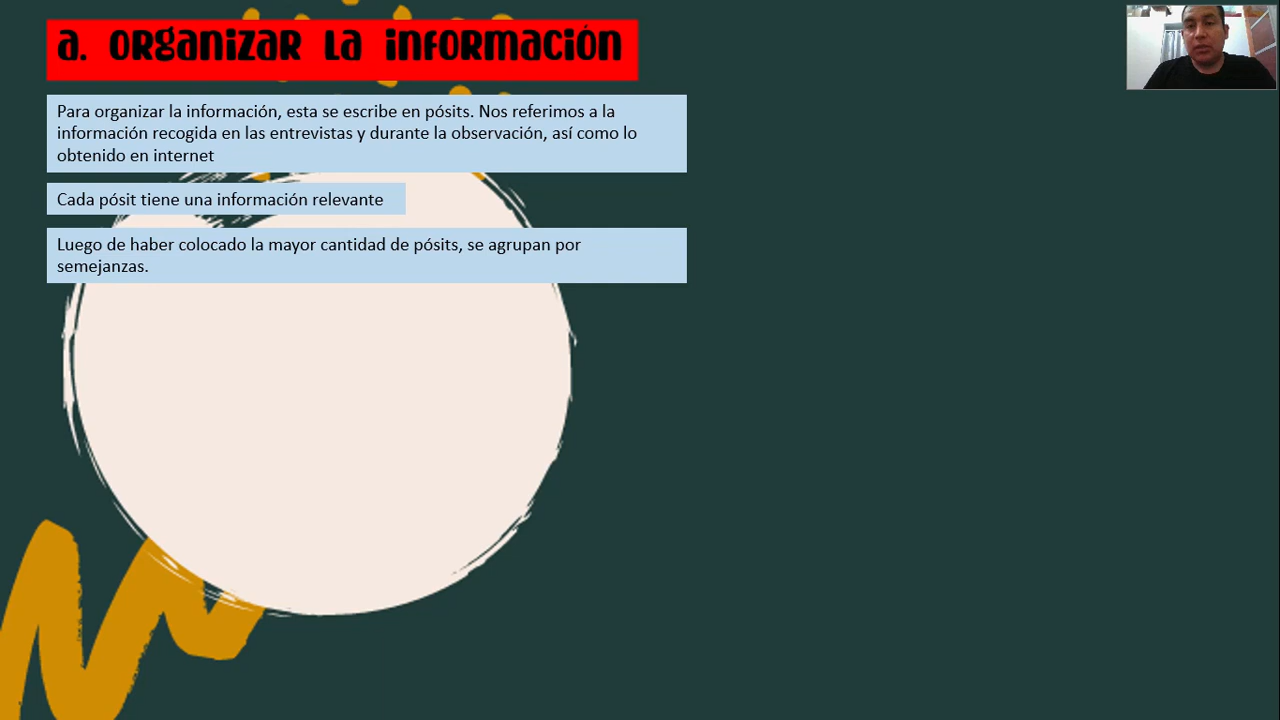 a. Organizar la información
Para organizar la información, esta se escribe en pósits. Nos referimos a la
información recogida en las entrevistas y durante la observación, así como lo
obtenido en internet
Cada pósit tiene una información relevante
Luego de haber colocado la mayor cantidad de pósits, se agrupan por
semejanzas.